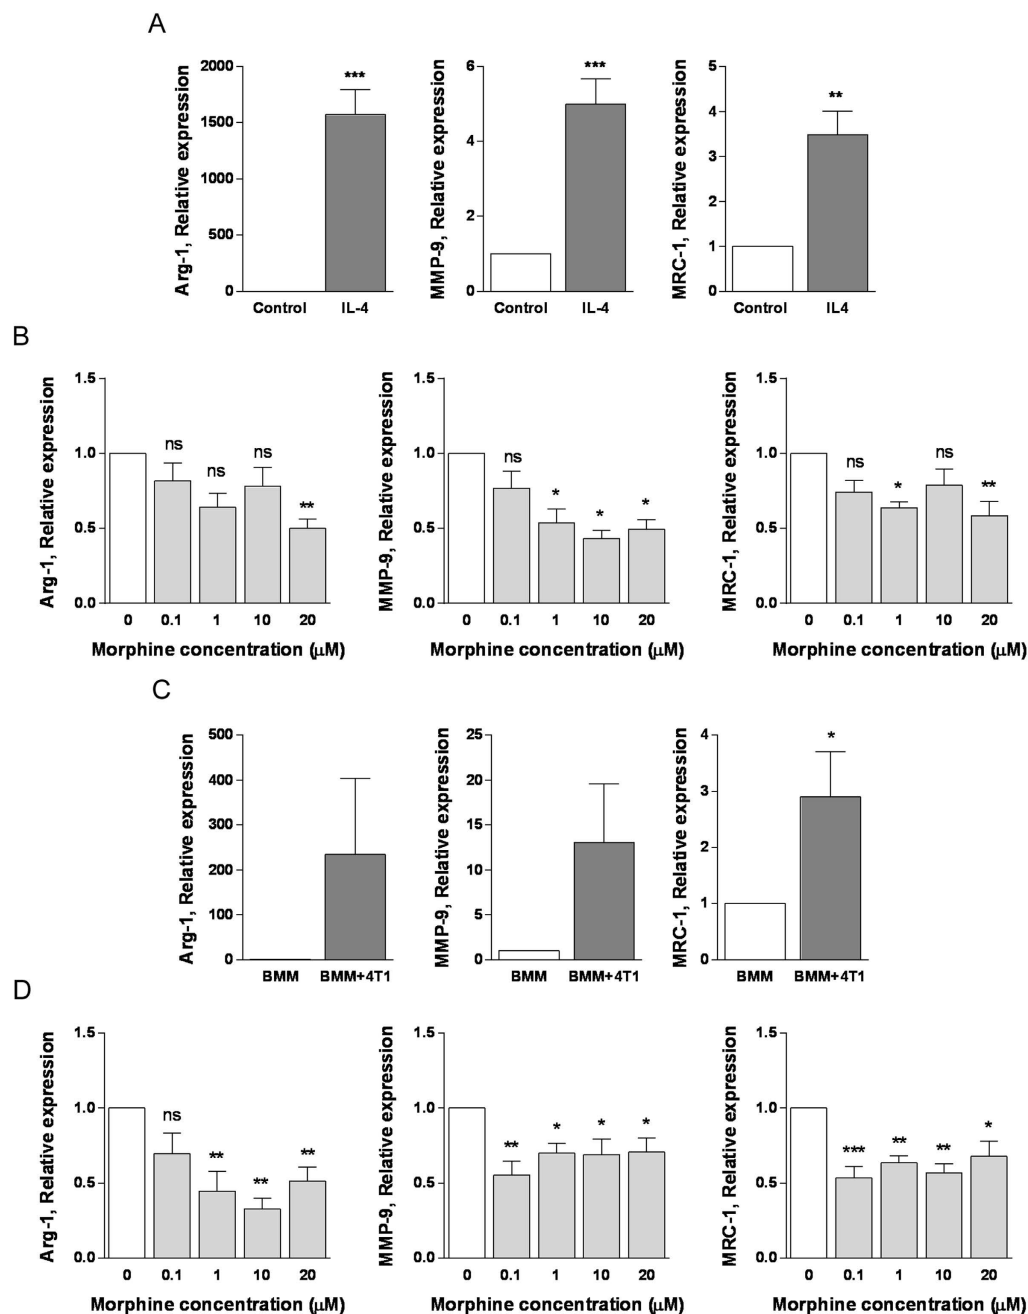 A
Arg-1, Relative expression
2000
1500
1000
500
0
***
Control IL-4
MMP-9, Relative expression
6
4
2
0
***
Control IL-4
MRC-1, Relative expression
5
4
3
2
1
0
**
Control IL4
B
Arg-1, Relative expression
1.5
1.0
0.5
0.0
ns ns ns **
0 0.1 1 10 20
Morphine concentration (μM)
MMP-9, Relative expression
1.5
1.0
0.5
0.0
ns * * *
0 0.1 1 10 20
Morphine concentration (μM)
MRC-1, Relative expression
1.5
1.0
0.5
0.0
ns * ns **
0 0.1 1 10 20
Morphine concentration (μM)
C
Arg-1, Relative expression
500
400
300
200
100
0
BMM BMM+4T1
MMP-9, Relative expression
25
20
15
10
5
0
BMM BMM+4T1
MRC-1, Relative expression
4
3
2
1
0
*
BMM BMM+4T1
D
Arg-1, Relative expression
1.5
1.0
0.5
0.0
ns ** ** **
0 0.1 1 10 20
Morphine concentration (μM)
MMP-9, Relative expression
1.5
1.0
0.5
0.0
** * * *
0 0.1 1 10 20
Morphine concentration (μM)
MRC-1, Relative expression
1.5
1.0
0.5
0.0
*** ** ** *
0 0.1 1 10 20
Morphine concentration (μM)